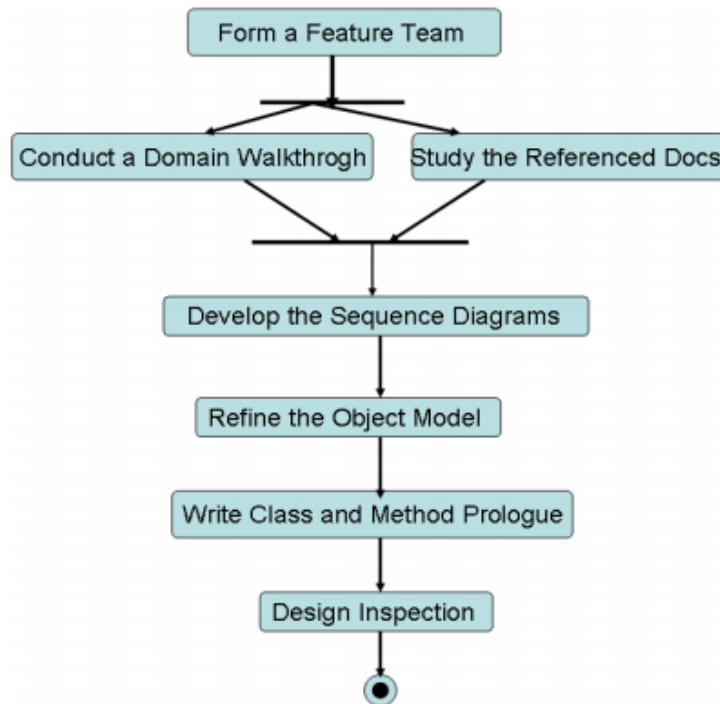 Form a Feature Team
Conduct a Domain Walkthrogh
Study the Referenced Docs
Develop the Sequence Diagrams
Refine the Object Model
Write Class and Method Prologue
Design Inspection